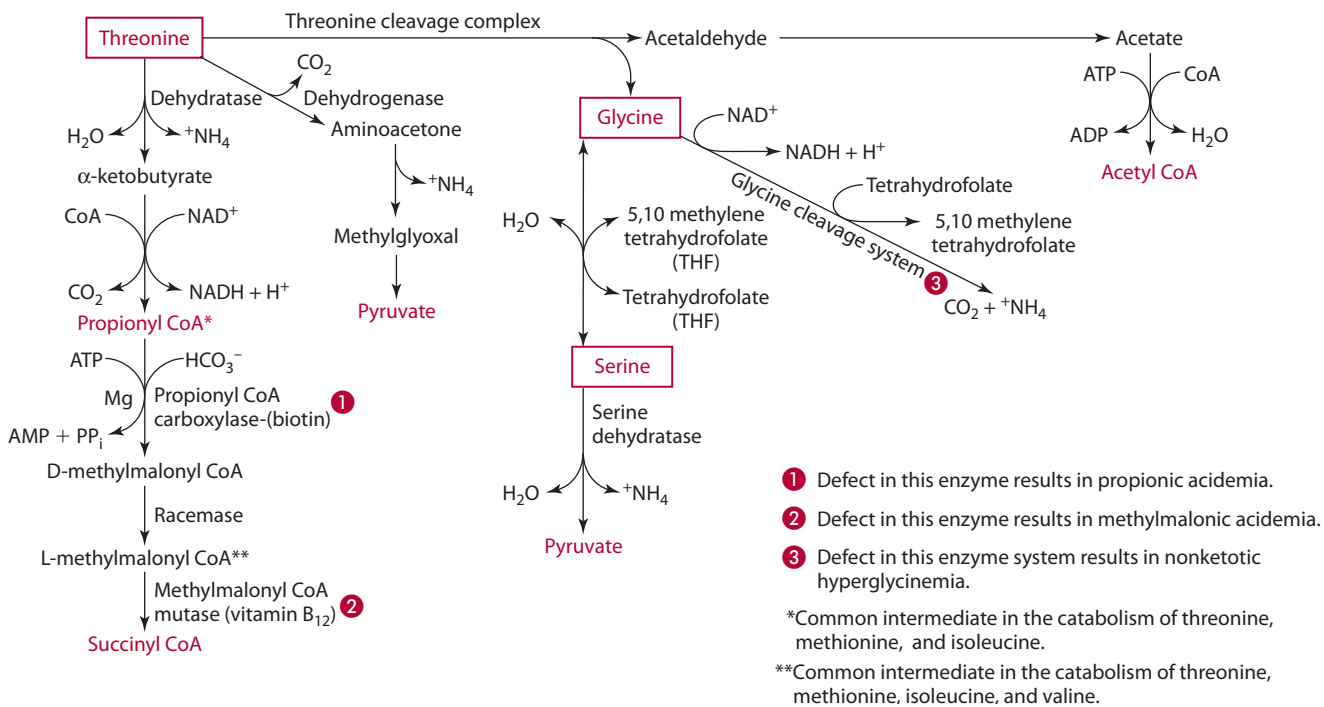 Threonine cleavage complex
Threonine
Acetaldehyde
Acetate
CO₂
Dehydratase
Dehydrogenase
H₂O
⁺NH₄
Aminoacetone
Glycine
NAD⁺
NADH + H⁺
ATP
CoA
ADP
H₂O
Acetyl CoA
α-ketobutyrate
⁺NH₄
CoA
NAD⁺
Methylglyoxal
CO₂
NADH + H⁺
Propionyl CoA*
Pyruvate
Glycine cleavage system
3
Tetrahydrofolate
5,10 methylene
tetrahydrofolate
CO₂ + ⁺NH₄
H₂O
5,10 methylene
tetrahydrofolate
(THF)
Tetrahydrofolate
(THF)
ATP
HCO₃⁻
Mg
Propionyl CoA
carboxylase-(biotin)
1
AMP + PPᵢ
D-methylmalonyl CoA
Racemase
L-methylmalonyl CoA**
Methylmalonyl CoA
mutase (vitamin B₁₂)
2
Succinyl CoA
Serine
Serine
dehydratase
H₂O
⁺NH₄
Pyruvate
1 Defect in this enzyme results in propionic acidemia.
2 Defect in this enzyme results in methylmalonic acidemia.
3 Defect in this enzyme system results in nonketotic
hyperglycinemia.
*Common intermediate in the catabolism of threonine,
methionine, and isoleucine.
**Common intermediate in the catabolism of threonine,
methionine, isoleucine, and valine.